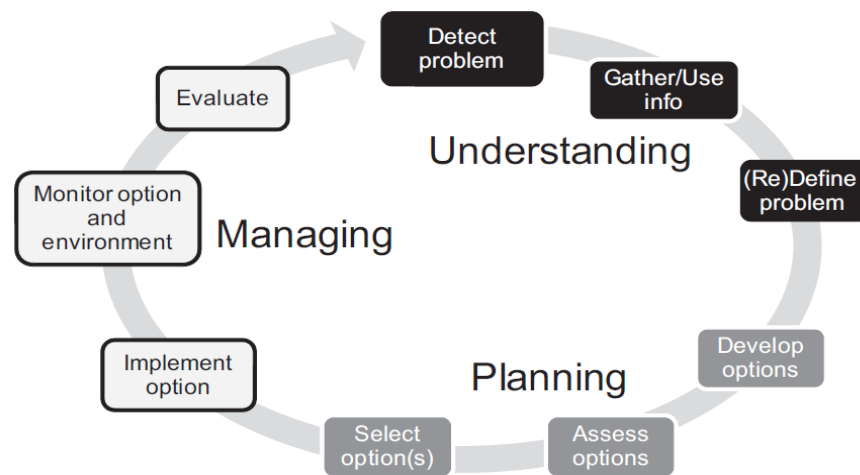 Detect
problem
Gather/Use
info
Understanding
(Re)Define
problem
Develop
options
Planning
Assess
options
Select
option(s)
Implement
option
Managing
Monitor option
and
environment
Evaluate